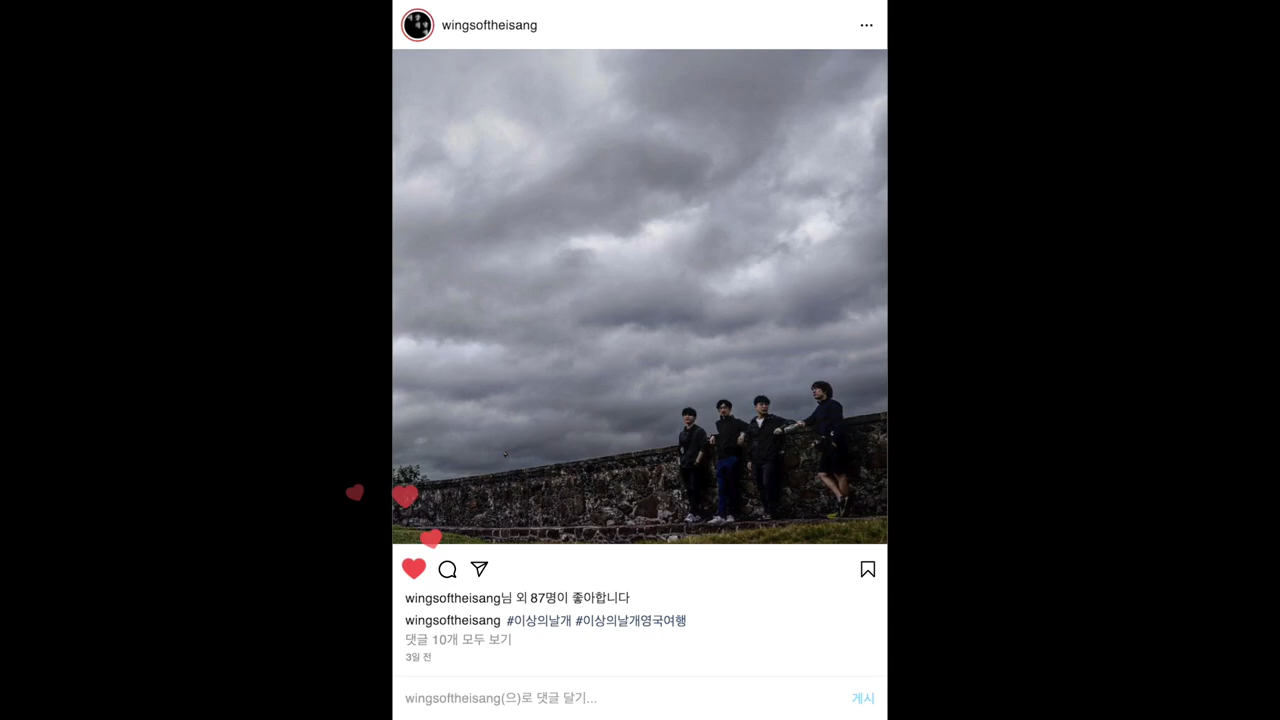 wingsoftheisang
wingsoftheisang님 외 87명이 좋아합니다
wingsoftheisang #이상의날개 #이상의날개영국여행
댓글 10개 모두 보기
3일 전
wingsoftheisang(으)로 댓글 달기...
게시